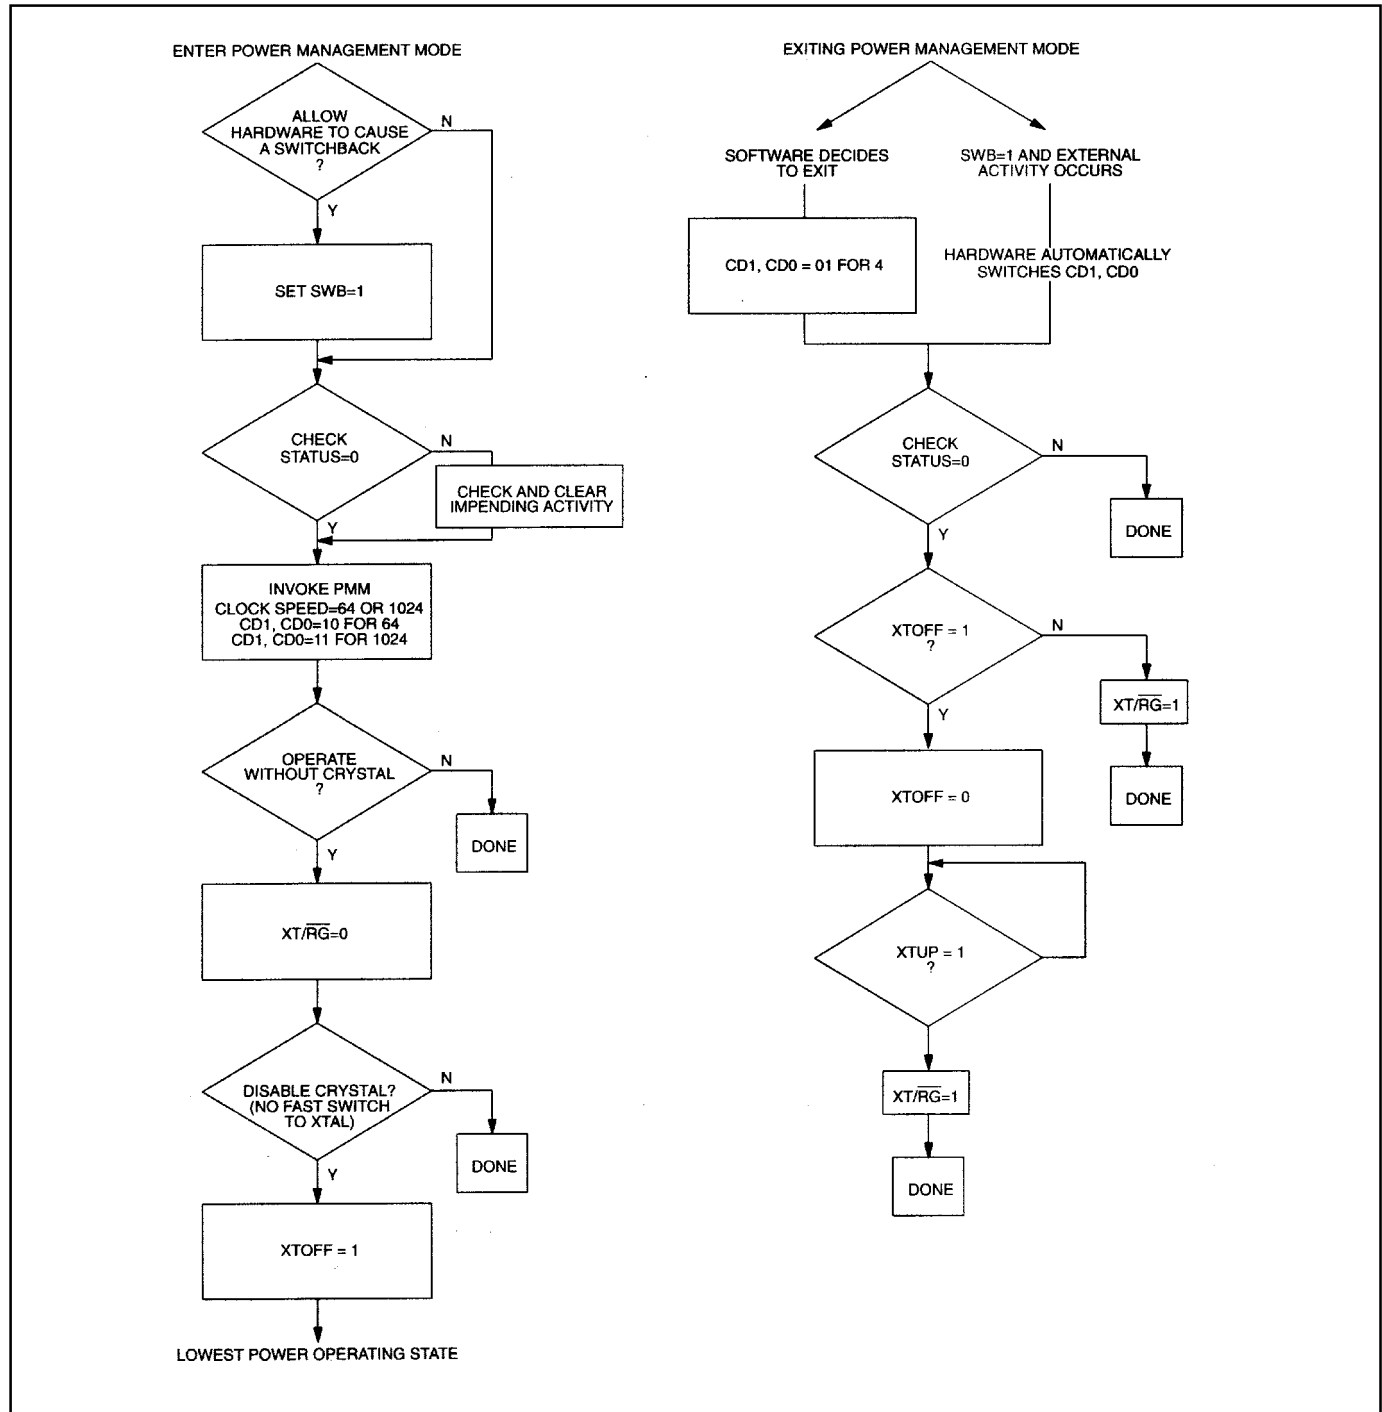 ENTER POWER MANAGEMENT MODE
ALLOW
HARDWARE TO CAUSE
A SWITCHBACK
?
N
Y
SET SWB=1
CHECK
STATUS=0
N
CHECK AND CLEAR
IMPENDING ACTIVITY
Y
INVOKE PMM
CLOCK SPEED=64 OR 1024
CD1, CD0=10 FOR 64
CD1, CD0=11 FOR 1024
OPERATE
WITHOUT CRYSTAL
?
N
DONE
Y
XT/R̅G̅=0
DISABLE CRYSTAL?
(NO FAST SWITCH
TO XTAL)
N
DONE
Y
XTOFF = 1
LOWEST POWER OPERATING STATE
EXITING POWER MANAGEMENT MODE
SOFTWARE DECIDES
TO EXIT
SWB=1 AND EXTERNAL
ACTIVITY OCCURS
CD1, CD0 = 01 FOR 4
HARDWARE AUTOMATICALLY
SWITCHES CD1, CD0
CHECK
STATUS=0
N
DONE
Y
XTOFF = 1
?
N
XT/R̅G̅=1
DONE
Y
XTOFF = 0
XTUP = 1
?
XT/R̅G̅=1
DONE